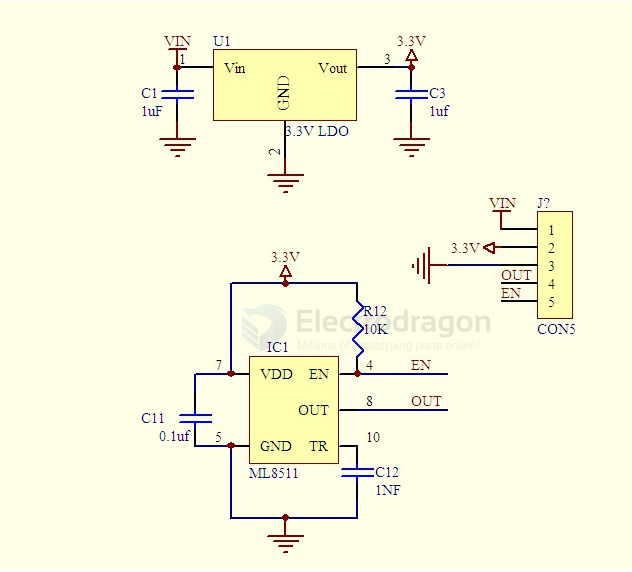 VIN
U1
3.3V
1
Vin
Vout
3
GND
C1
1uF
C3
1uf
3.3V LDO
2
VIN
J?
1
3.3V
2
3
OUT
4
EN
5
CON5
3.3V
Electrodragon
Millions of prototyping parts online!
R12
10K
IC1
7
VDD
EN
4
EN
OUT
8
OUT
C11
0.1uf
5
GND
TR
10
ML8511
C12
1NF